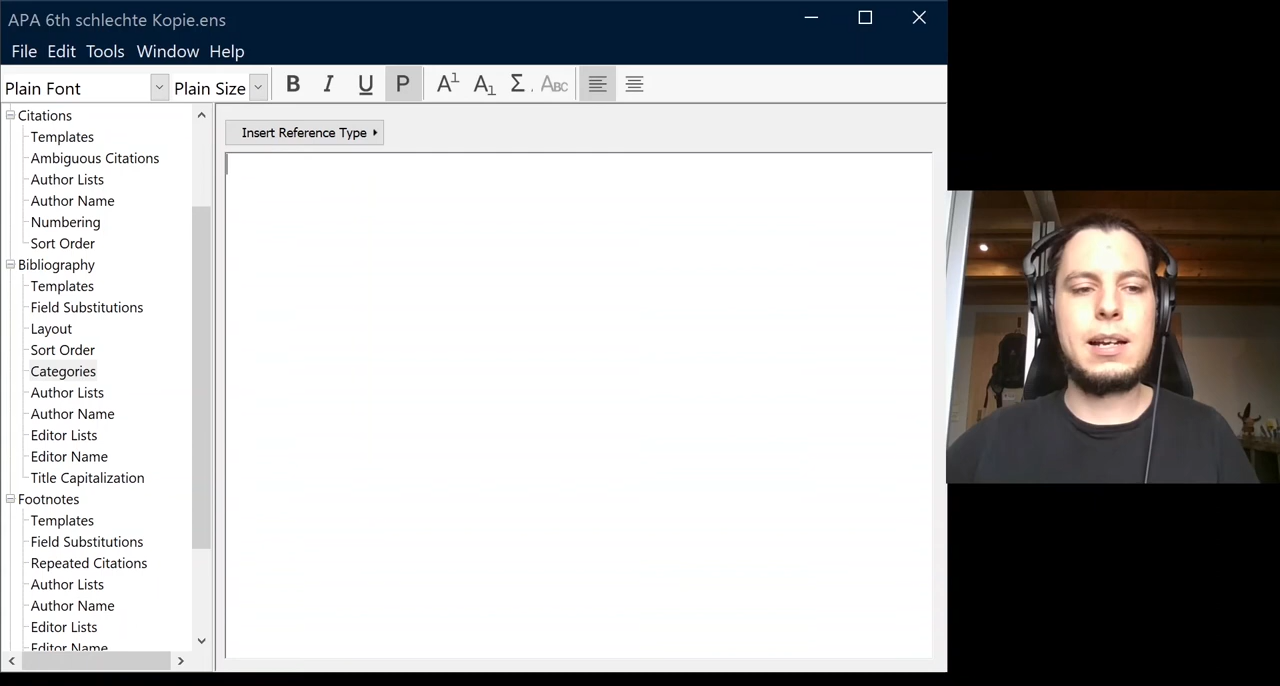 APA 6th schlechte Kopie.ens
File Edit Tools Window Help
Plain Font Plain Size B I U P A1 A1 Σ. ABC
Citations
Templates
Ambiguous Citations
Author Lists
Author Name
Numbering
Sort Order
Bibliography
Templates
Field Substitutions
Layout
Sort Order
Categories
Author Lists
Author Name
Editor Lists
Editor Name
Title Capitalization
Footnotes
Templates
Field Substitutions
Repeated Citations
Author Lists
Author Name
Editor Lists
Editor Name
Insert Reference Type